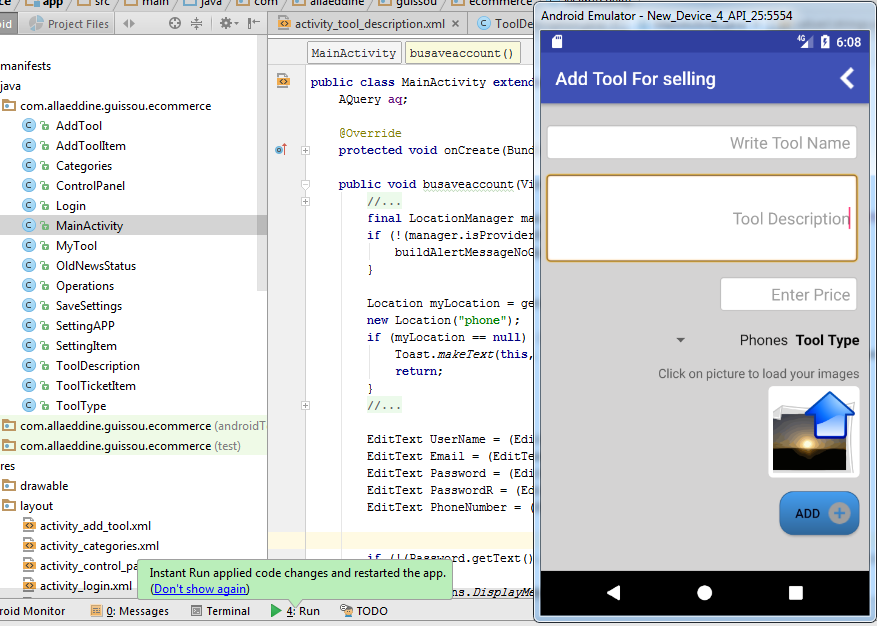 app
src
main
java
com
allaeddine
guissou
ecommerce
Project Files
activity_tool_description.xml
ToolDe
manifests
java
com.allaeddine.guissou.ecommerce
AddTool
AddToolItem
Categories
ControlPanel
Login
MainActivity
MyTool
OldNewsStatus
Operations
SaveSettings
SettingAPP
SettingItem
ToolDescription
ToolTicketItem
ToolType
com.allaeddine.guissou.ecommerce (androidT
com.allaeddine.guissou.ecommerce (test)
res
drawable
layout
activity_add_tool.xml
activity_categories.xml
activity_control_pa
activity_login.xml
MainActivity
busaveaccount()
public class MainActivity extend
AQuery aq;
@Override
protected void onCreate(Bund
public void busaveaccount(Vi
//...
final LocationManager ma
if (!(manager.isProvider
buildAlertMessageNoG
}
Location myLocation = ge
new Location("phone");
if (myLocation == null)
Toast.makeText(this,
return;
}
//...
EditText UserName = (Edi
EditText Email = (EditTe
EditText Password = (Edi
EditText PasswordR = (Ed
EditText PhoneNumber = (
if (!(Password.getText()
ns.DisplayMe
Instant Run applied code changes and restarted the app.
(Don't show again)
roid Monitor
0: Messages
Terminal
4: Run
TODO
Android Emulator - New_Device_4_API_25:5554
4G
6:08
Add Tool For selling
Write Tool Name
Tool Description
Enter Price
Phones Tool Type
Click on picture to load your images
ADD